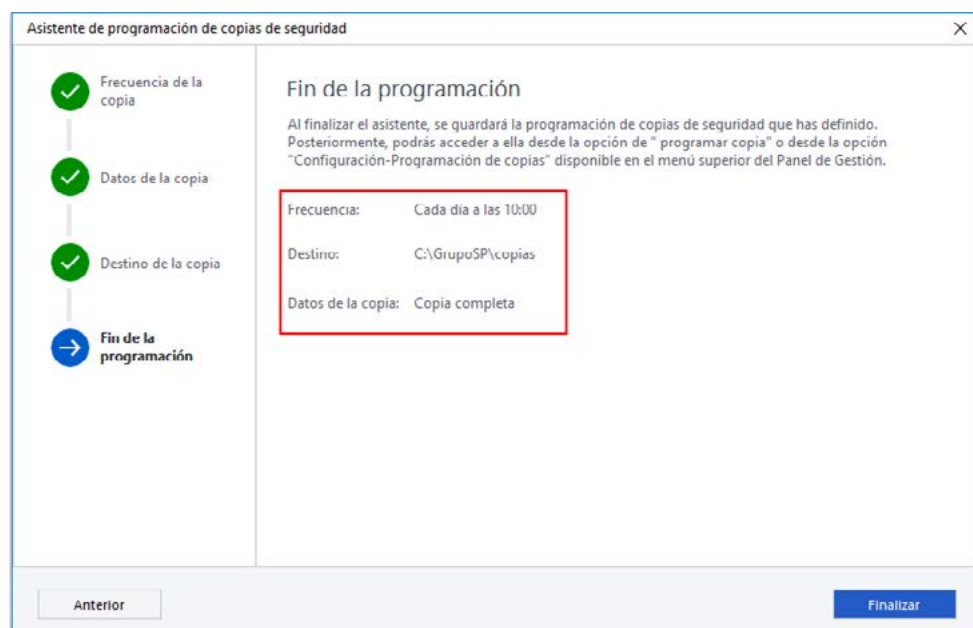 Asistente de programación de copias de seguridad
Frecuencia de la
copia
Datos de la copia
Destino de la copia
Fin de la
programación
Fin de la programación
Al finalizar el asistente, se guardará la programación de copias de seguridad que has definido.
Posteriormente, podrás acceder a ella desde la opción de " programar copia" o desde la opción
"Configuración-Programación de copias" disponible en el menú superior del Panel de Gestión.
Frecuencia: Cada día a las 10:00
Destino: C:\GrupoSP\copias
Datos de la copia: Copia completa
Anterior
Finalizar